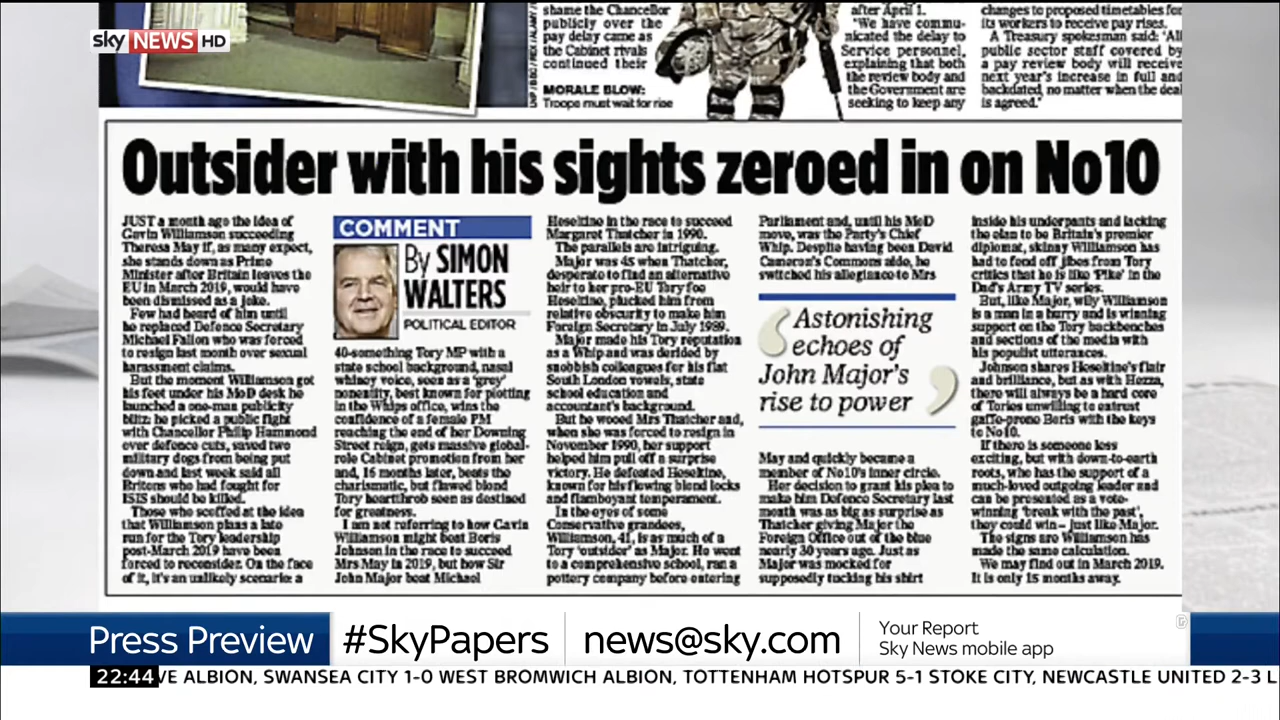 sky NEWS HD
shame the Chancellor
publicly over the
pay delay came as
the Cabinet rivals
continued their
MORALE BLOW:
Troops must wait for rise
after April 1.
"We have commu-
nicated the delay to
Service personnel,
explaining that both
the review body and
the Government are
seeking to keep any
changes to proposed timetables for
its workers to receive pay rises.
A Treasury spokesman said: 'All
public sector staff covered by
a pay review body will receive
next year's increase in full and
backdated, no matter when the deal
is agreed.'
Outsider with his sights zeroed in on No10
JUST a month ago the idea of
Gavin Williamson succeeding
Theresa May if, as many expect,
she stands down as Prime
Minister after Britain leaves the
EU in March 2019, would have
been dismissed as a joke.
Few had heard of him until
he replaced Defence Secretary
Michael Fallon who was forced
to resign last month over sexual
harassment claims.
But the moment Williamson got
his feet under his MoD desk he
launched a one-man publicity
blitz: he picked a public fight
with Chancellor Philip Hammond
over defence cuts, saved two
military dogs from being put
down and last week said all
Britons who had fought for
ISIS should be killed.
Those who scoffed at the idea
that Williamson plans a late
run for the Tory leadership
post-March 2019 have been
forced to reconsider. On the face
of it, it's an unlikely scenario: a
COMMENT
By SIMON
WALTERS
POLITICAL EDITOR
40-something Tory MP with a
state school background, nasal
whiney voice, seen as a 'grey'
nonentity, best known for plotting
in the Whips office, wins the
confidence of a female PM
reaching the end of her Downing
Street reign, gets massive global-
role Cabinet promotion from her
and, 16 months later, beats the
charismatic, but flawed blond
Tory heartthrob seen as destined
for greatness.
I am not referring to how Gavin
Williamson might beat Boris
Johnson in the race to succeed
Mrs May in 2019, but how Sir
John Major beat Michael
Heseltine in the race to succeed
Margaret Thatcher in 1990.
The parallels are intriguing.
Major was 45 when Thatcher,
desperate to find an alternative
heir to her pro-EU Tory foe
Heseltine, plucked him from
relative obscurity to make him
Foreign Secretary in July 1989.
Major made his Tory reputation
as a Whip and was derided by
snobbish colleagues for his flat
South London vowels, state
school education and
accountant's background.
But he wooed Mrs Thatcher and,
when she was forced to resign in
November 1990, her support
helped him pull off a surprise
victory. He defeated Heseltine,
known for his flowing blond locks
and flamboyant temperament.
In the eyes of some
Conservative grandees,
Williamson, 41, is as much of a
Tory 'outsider' as Major. He went
to a comprehensive school, ran a
pottery company before entering
Parliament and, until his MoD
move, was the Party's Chief
Whip. Despite having been David
Cameron's Commons aide, he
switched his allegiance to Mrs
‘Astonishing
echoes of
John Major's
rise to power’
May and quickly became a
member of No10's inner circle.
Her decision to grant his plea to
make him Defence Secretary last
month was as big as surprise as
Thatcher giving Major the
Foreign Office out of the blue
nearly 30 years ago. Just as
Major was mocked for
supposedly tucking his shirt
inside his underpants and lacking
the elan to be Britain's premier
diplomat, skinny Williamson has
had to fend off jibes from Tory
critics that he is like 'Pike' in the
Dad's Army TV series.
But, like Major, wily Williamson
is a man in a hurry and is winning
support on the Tory backbenches
and sections of the media with
his populist utterances.
Johnson shares Heseltine's flair
and brilliance, but as with Hezza,
there will always be a hard core
of Tories unwilling to entrust
gaffe-prone Boris with the keys
to No10.
If there is someone less
exciting, but with down-to-earth
roots, who has the support of a
much-loved outgoing leader and
can be presented as a vote-
winning 'break with the past',
they could win – just like Major.
The signs are Williamson has
made the same calculation.
We may find out in March 2019.
It is only 15 months away.
Press Preview
#SkyPapers
news@sky.com
Your Report
Sky News mobile app
22:44 VE ALBION, SWANSEA CITY 1-0 WEST BROMWICH ALBION, TOTTENHAM HOTSPUR 5-1 STOKE CITY, NEWCASTLE UNITED 2-3 L